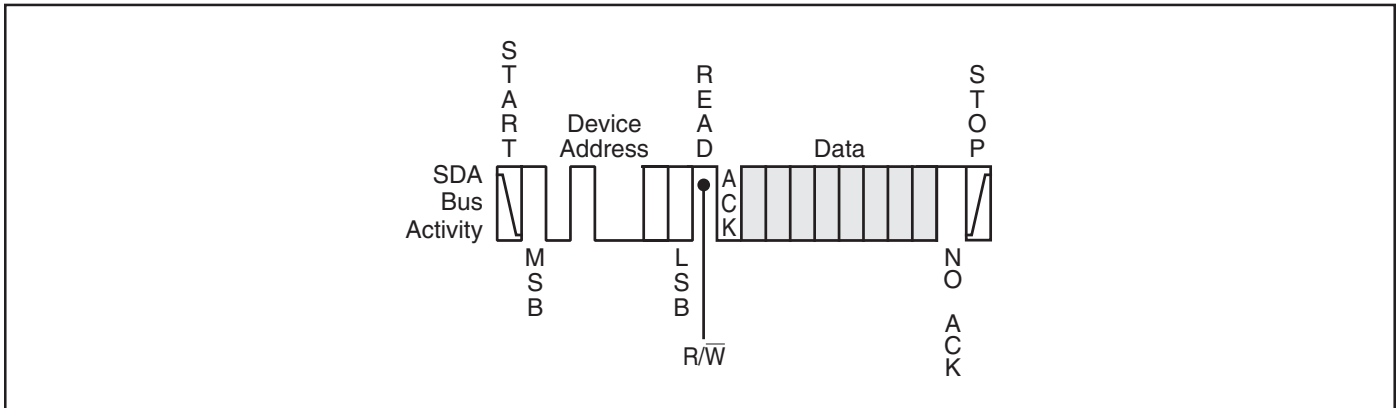 START
READ
STOP
Device
Address
Data
SDA
Bus
Activity
ACK
MSB
LSB
NO ACK
R/W̅